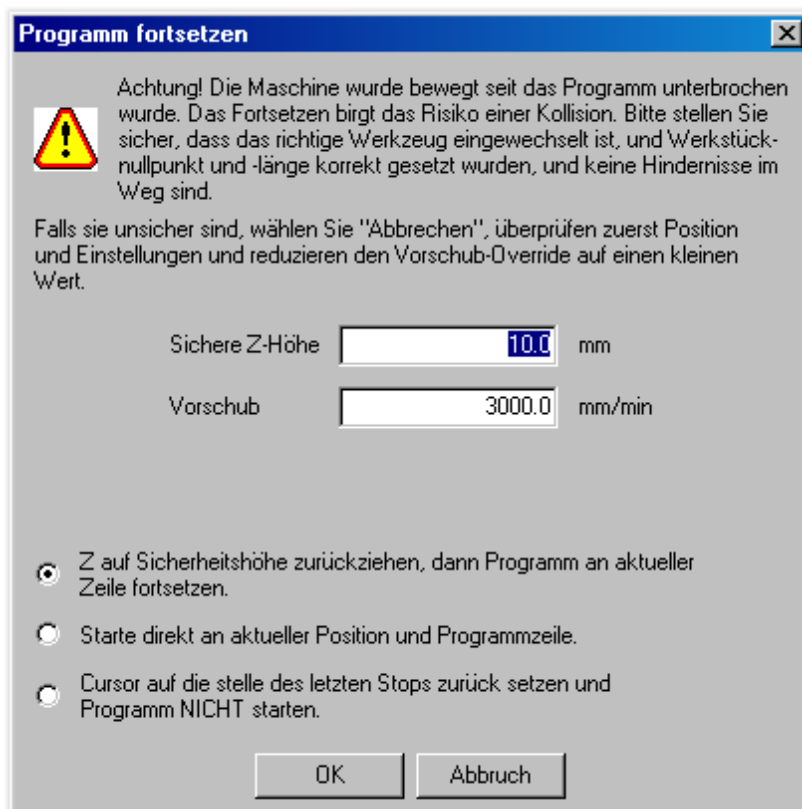 Programm fortsetzen
Achtung! Die Maschine wurde bewegt seit das Programm unterbrochen
wurde. Das Fortsetzen birgt das Risiko einer Kollision. Bitte stellen Sie
sicher, dass das richtige Werkzeug eingewechselt ist, und Werkstück-
nullpunkt und -länge korrekt gesetzt wurden, und keine Hindernisse im
Weg sind.
Falls sie unsicher sind, wählen Sie "Abbrechen", überprüfen zuerst Position
und Einstellungen und reduzieren den Vorschub-Override auf einen kleinen
Wert.
Sichere Z-Höhe 10.0 mm
Vorschub 3000.0 mm/min
Z auf Sicherheitshöhe zurückziehen, dann Programm an aktueller
Zeile fortsetzen.
Starte direkt an aktueller Position und Programmzeile.
Cursor auf die stelle des letzten Stops zurück setzen und
Programm NICHT starten.
OK Abbruch